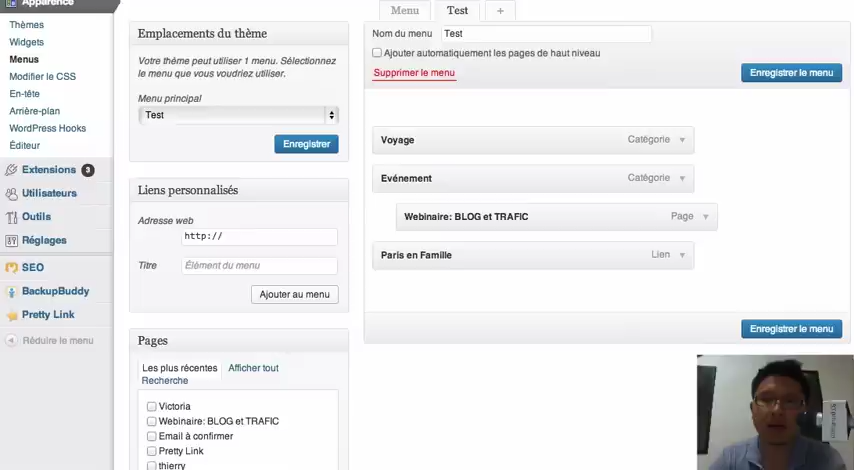 Apparence
Thèmes
Widgets
Menus
Modifier le CSS
En-tête
Arrière-plan
WordPress Hooks
Éditeur
Extensions 3
Utilisateurs
Outils
Réglages
SEO
BackupBuddy
Pretty Link
Réduire le menu
Emplacements du thème
Votre thème peut utiliser 1 menu. Sélectionnez
le menu que vous voudriez utiliser.
Menu principal
Test
Enregistrer
Liens personnalisés
Adresse web
http://
Titre
Élément du menu
Ajouter au menu
Pages
Les plus récentes
Afficher tout
Recherche
Victoria
Webinaire: BLOG et TRAFIC
Email à confirmer
Pretty Link
thierry
Menu
Test
+
Nom du menu
Test
Ajouter automatiquement les pages de haut niveau
Supprimer le menu
Enregistrer le menu
Voyage
Catégorie
Evénement
Catégorie
Webinaire: BLOG et TRAFIC
Page
Paris en Famille
Lien
Enregistrer le menu